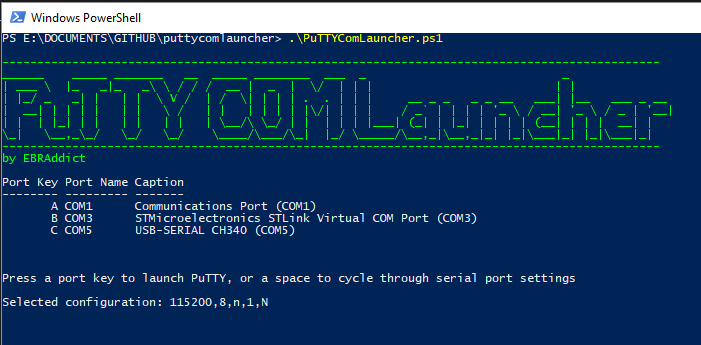 Windows PowerShell
PS E:\DOCUMENTS\GITHUB\puttycomlauncher> .\PuTTYComLauncher.ps1
PuTTY COM Launcher
by EBRAddict
Port Key Port Name Caption
-------- --------- -------
A COM1 Communications Port (COM1)
B COM3 STMicroelectronics STLink Virtual COM Port (COM3)
C COM5 USB-SERIAL CH340 (COM5)
Press a port key to launch PuTTY, or a space to cycle through serial port settings
Selected configuration: 115200,8,n,1,N